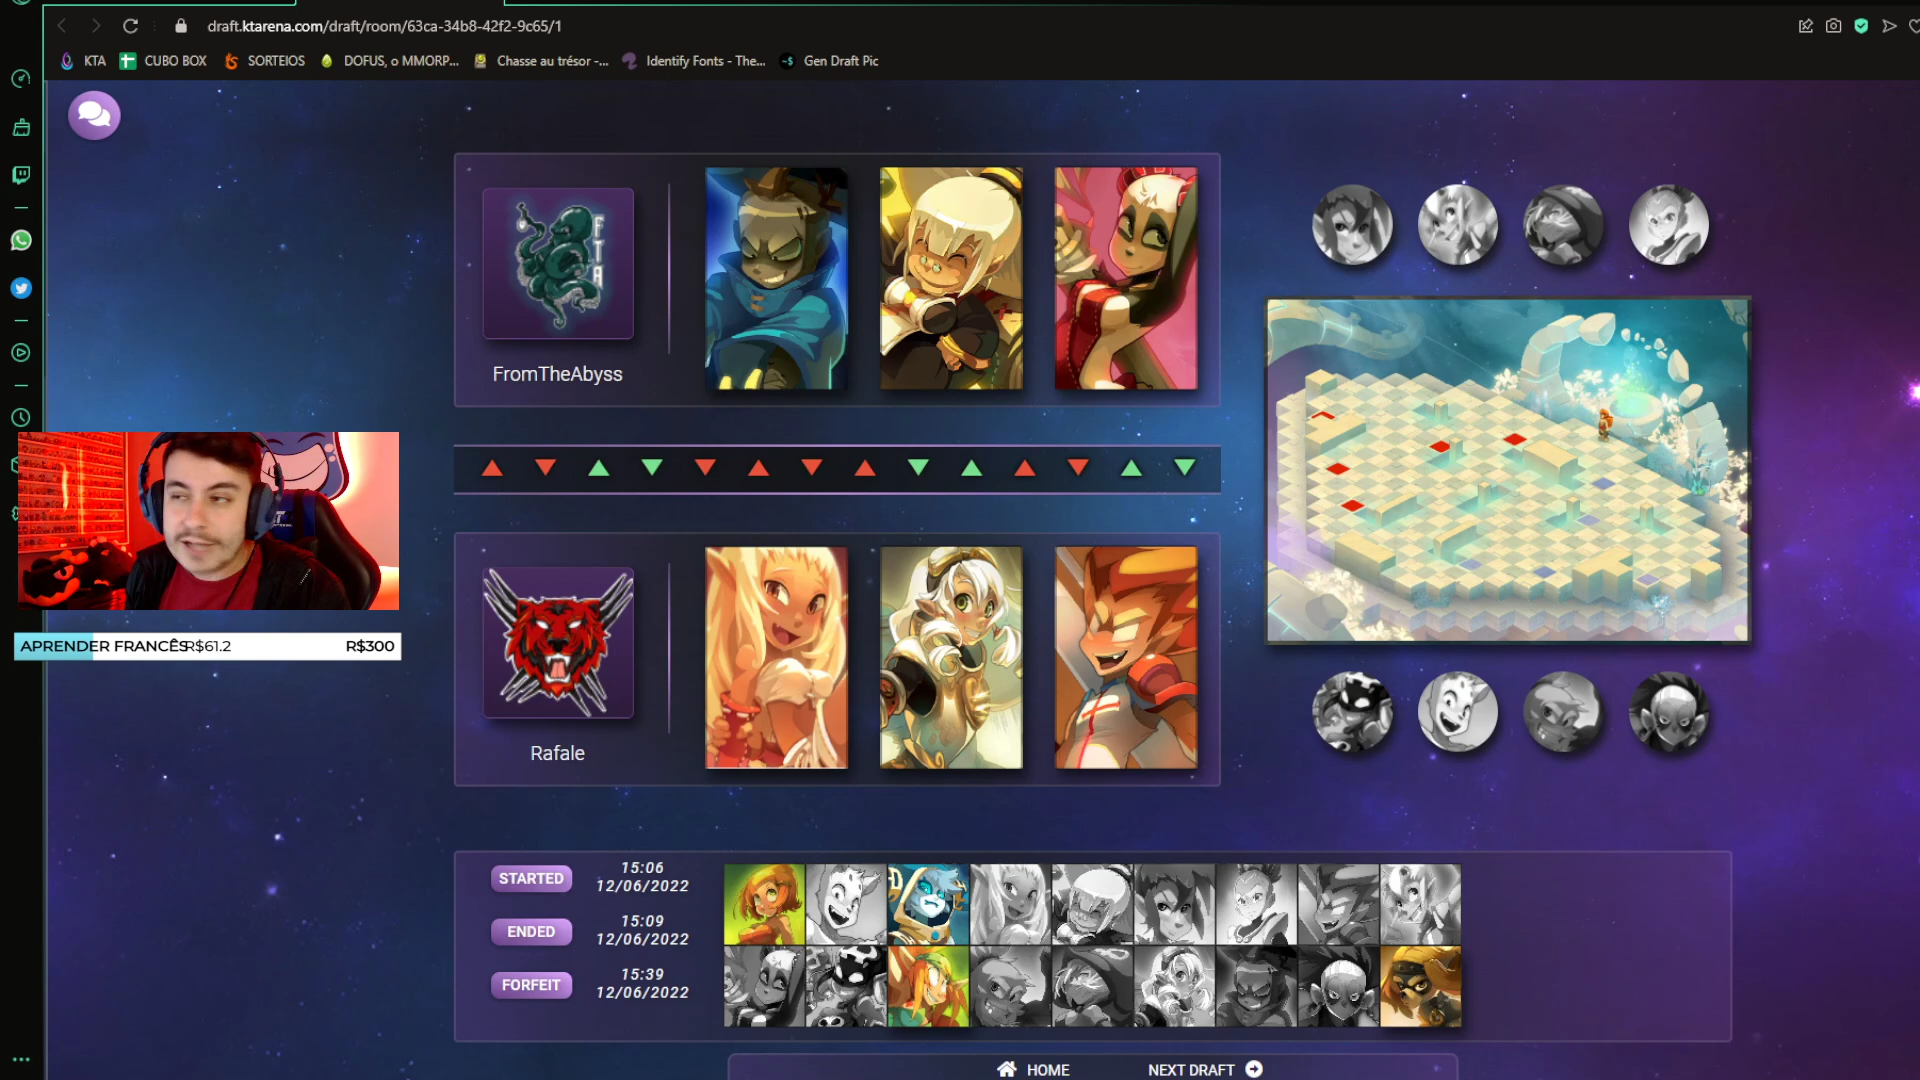 draft.ktarena.com/draft/room/63ca-34b8-42f2-9c65/1
KTA
CUBO BOX
SORTEIOS
DOFUS, o MMORP...
Chasse au trésor -...
Identify Fonts - The...
~$ Gen Draft Pic
FTA
FromTheAbyss
APRENDER FRANCÊS R$61.2 R$300
Rafale
STARTED 15:06
12/06/2022
ENDED 15:09
12/06/2022
FORFEIT 15:39
12/06/2022
HOME
NEXT DRAFT